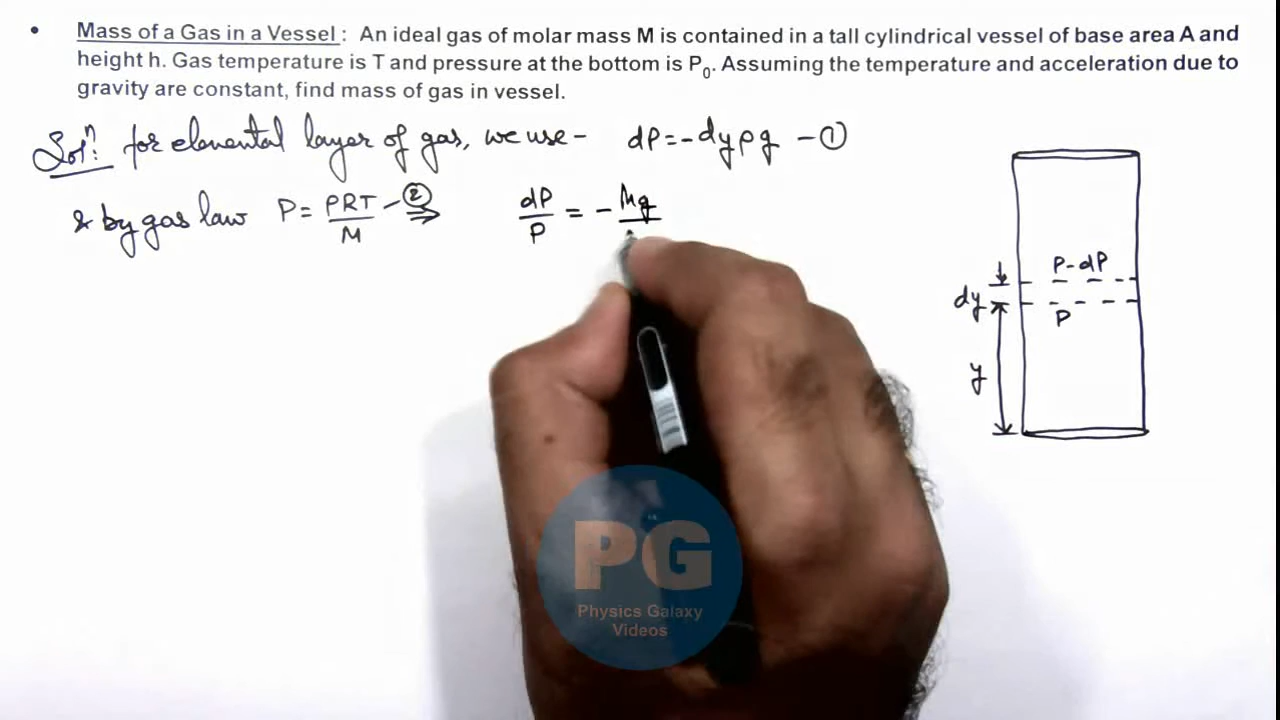 • Mass of a Gas in a Vessel : An ideal gas of molar mass M is contained in a tall cylindrical vessel of base area A and
height h. Gas temperature is T and pressure at the bottom is P₀. Assuming the temperature and acceleration due to
gravity are constant, find mass of gas in vessel.
Solⁿ: for elemental layer of gas, we use - dP = -dyρg - ①
& by gas law P = ρRT/M - ② ⇒ dP/P = - Mg/
P-dP
dy
P
y
PG
Physics Galaxy
Videos